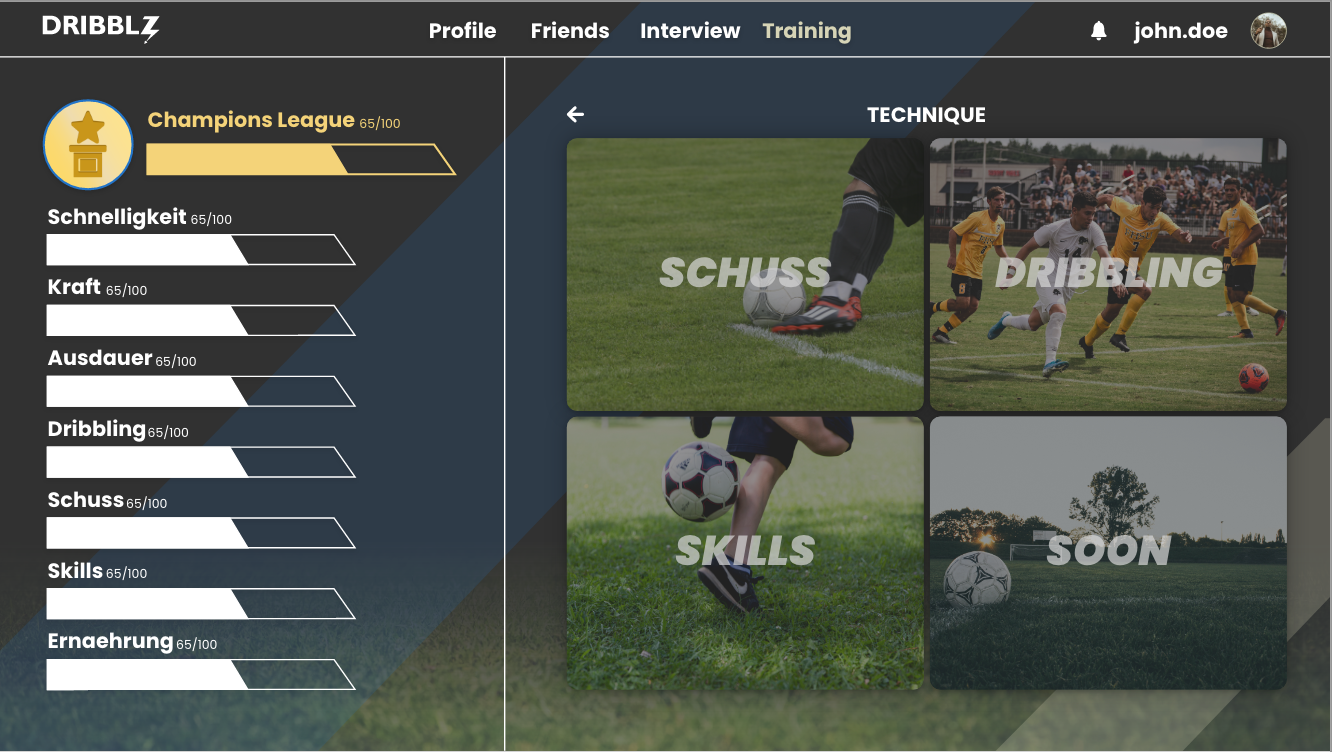 DRIBBLZ
Profile Friends Interview Training
john.doe
Champions League 65/100
Schnelligkeit 65/100
Kraft 65/100
Ausdauer 65/100
Dribbling 65/100
Schuss 65/100
Skills 65/100
Ernaehrung 65/100
TECHNIQUE
SCHUSS
DRIBBLING
SKILLS
SOON